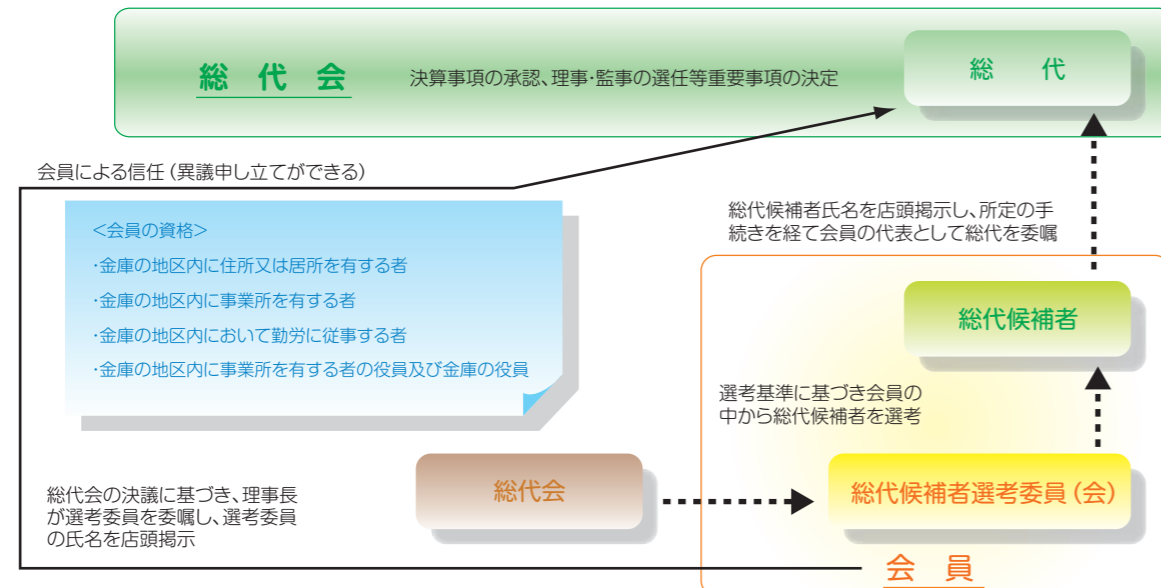 総代会
決算事項の承認、理事・監事の選任等重要事項の決定
総代
会員による信任（異議申し立てができる）
<会員の資格>
・金庫の地区内に住所又は居所を有する者
・金庫の地区内に事業所を有する者
・金庫の地区内において勤労に従事する者
・金庫の地区内に事業所を有する者の役員及び金庫の役員
総代候補者氏名を店頭掲示し、所定の手
続きを経て会員の代表として総代を委嘱
総代候補者
選考基準に基づき会員の
中から総代候補者を選考
総代会の決議に基づき、理事長
が選考委員を委嘱し、選考委員
の氏名を店頭掲示
総代会
総代候補者選考委員（会）
会員